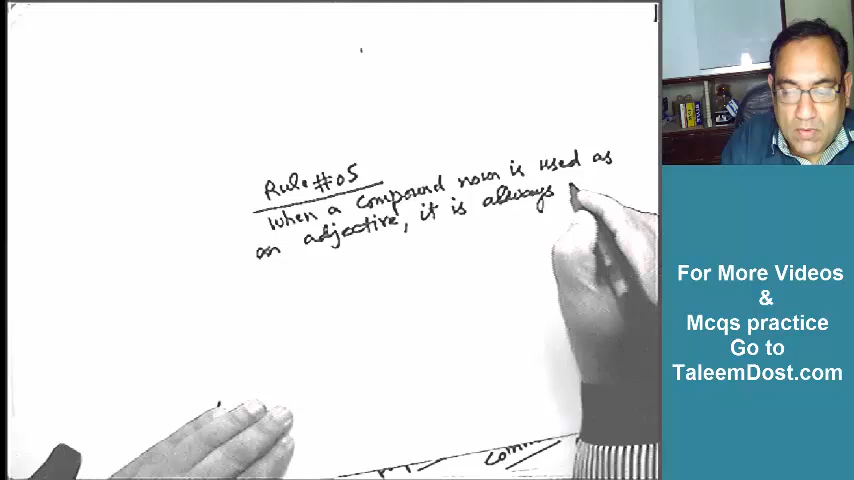 Rule#05
When a compound noun is used as
an adjective, it is always
For More Videos
&
Mcqs practice
Go to
TaleemDost.com